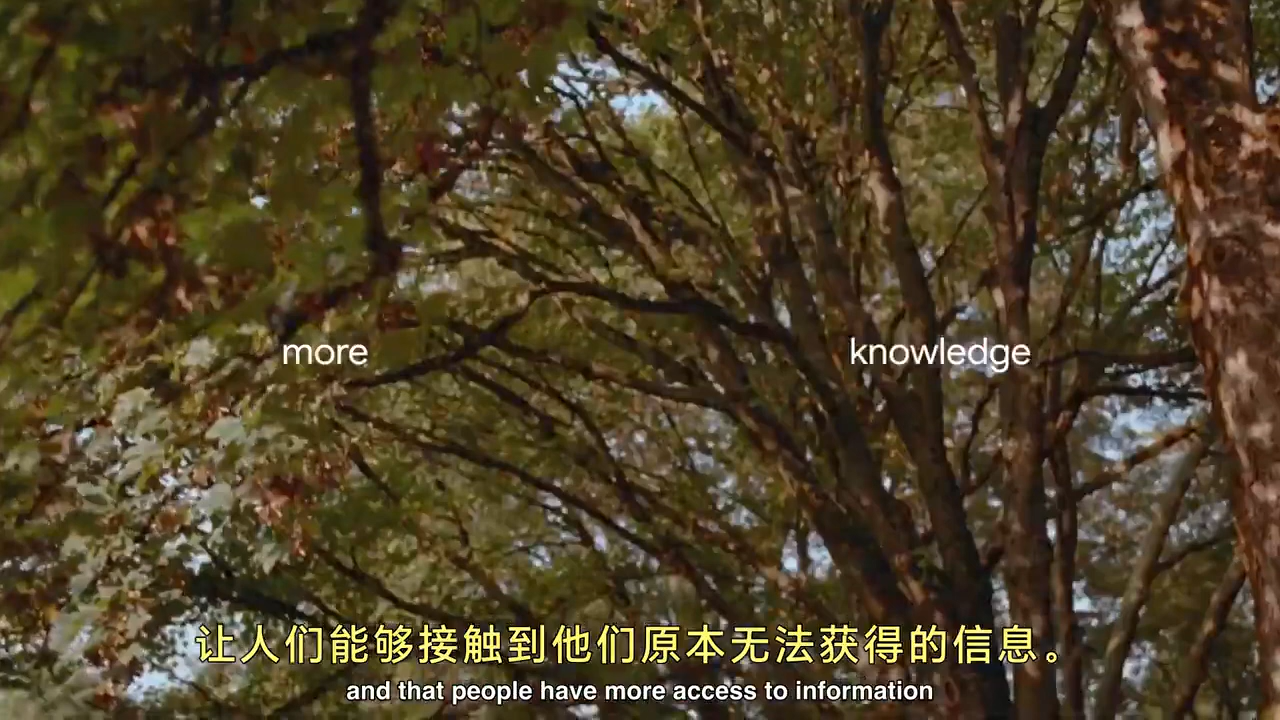 more knowledge
让人们能够接触到他们原本无法获得的信息。
and that people have more access to information